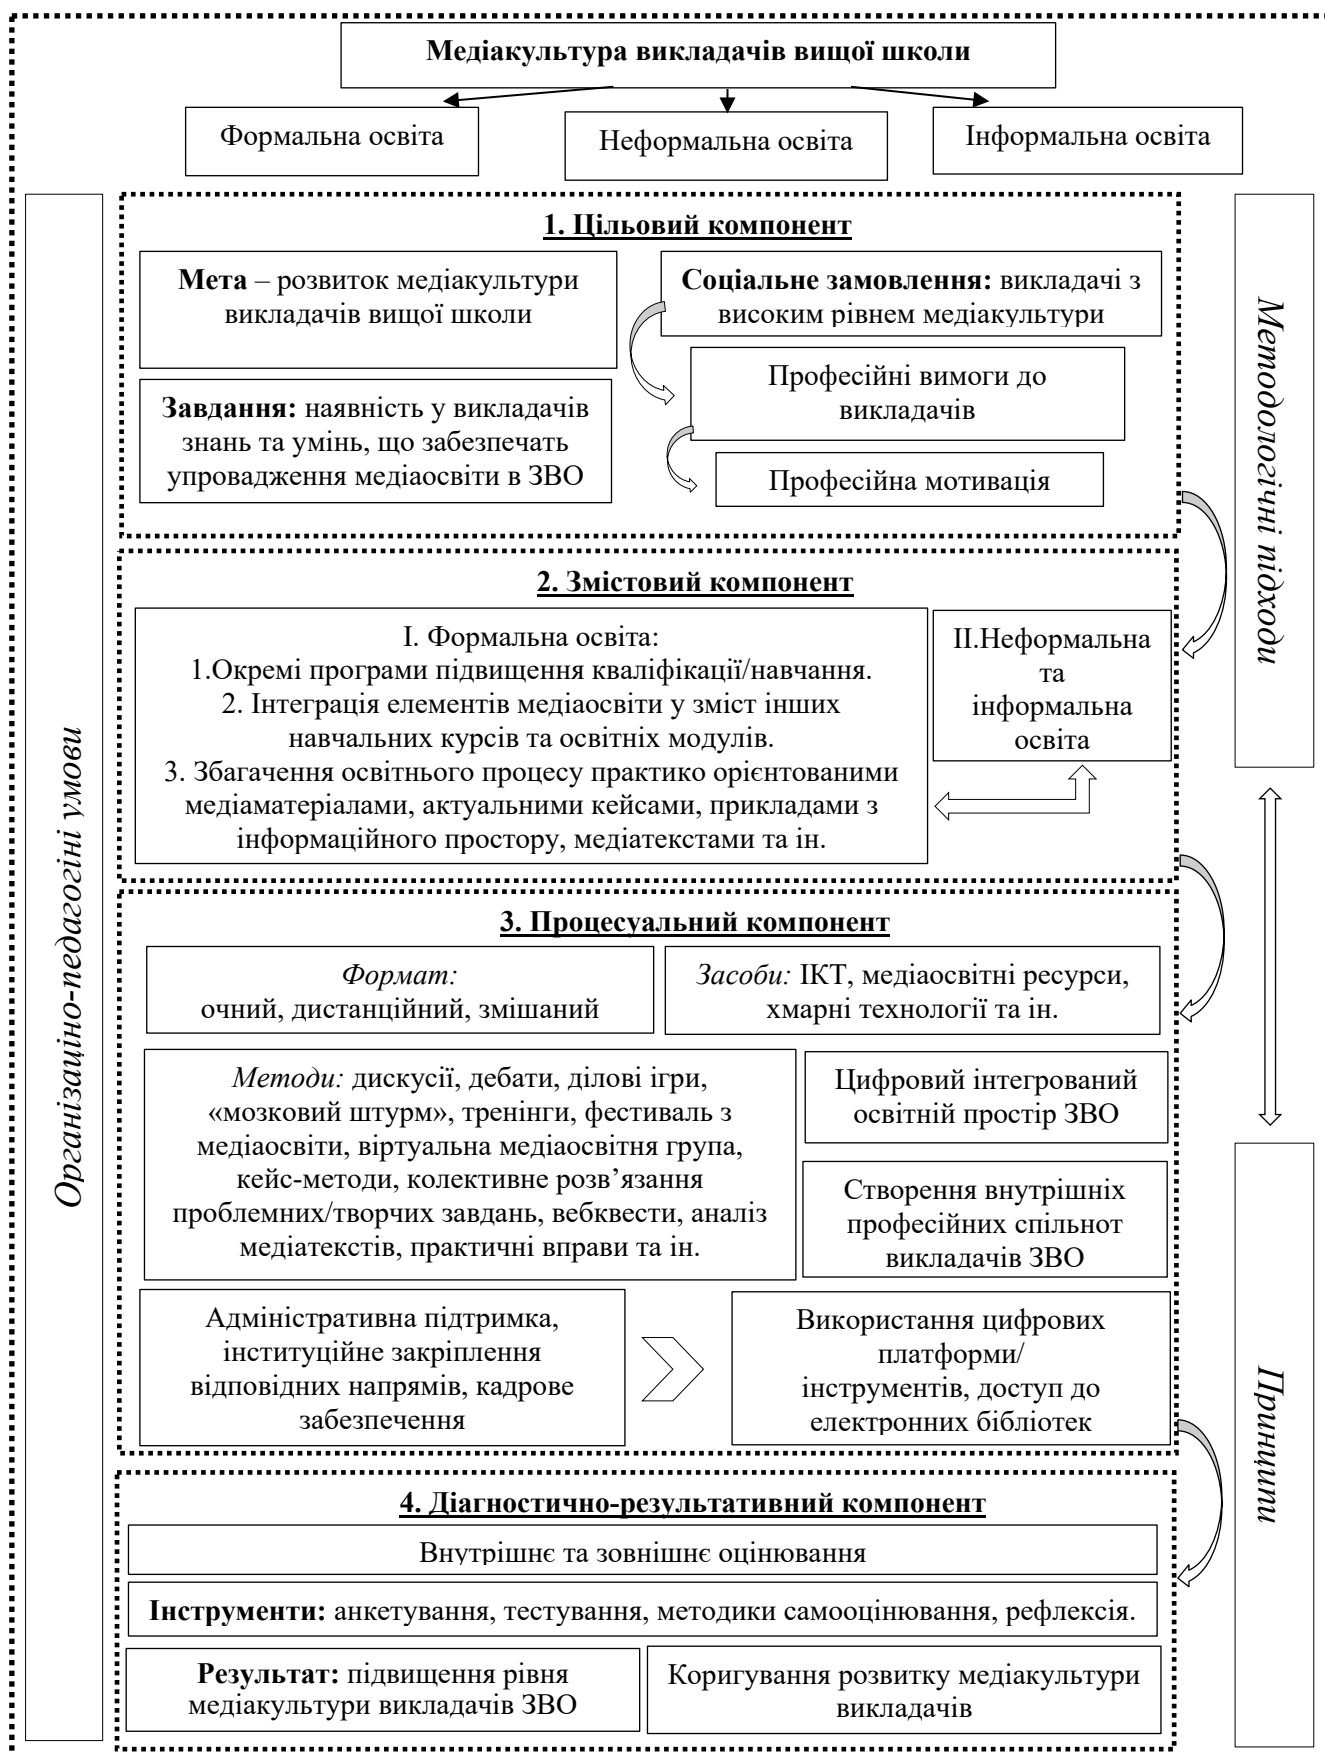 Медіакультура викладачів вищої школи
Формальна освіта
Неформальна освіта
Інформальна освіта
Організаціно-педагогіні умови
1. Цільовий компонент
Мета – розвиток медіакультури
викладачів вищої школи
Завдання: наявність у викладачів
знань та умінь, що забезпечать
упровадження медіаосвіти в ЗВО
Соціальне замовлення: викладачі з
високим рівнем медіакультури
Професійні вимоги до
викладачів
Професійна мотивація
2. Змістовий компонент
І. Формальна освіта:
1.Окремі програми підвищення кваліфікації/навчання.
2. Інтеграція елементів медіаосвіти у зміст інших
навчальних курсів та освітніх модулів.
3. Збагачення освітнього процесу практико орієнтованими
медіаматеріалами, актуальними кейсами, прикладами з
інформаційного простору, медіатекстами та ін.
ІІ.Неформальна
та
інформальна
освіта
3. Процесуальний компонент
Формат:
очний, дистанційний, змішаний
Засоби: ІКТ, медіаосвітні ресурси,
хмарні технології та ін.
Методи: дискусії, дебати, ділові ігри,
«мозковий штурм», тренінги, фестиваль з
медіаосвіти, віртуальна медіаосвітня група,
кейс-методи, колективне розв’язання
проблемних/творчих завдань, вебквести, аналіз
медіатекстів, практичні вправи та ін.
Цифровий інтегрований
освітній простір ЗВО
Створення внутрішніх
професійних спільнот
викладачів ЗВО
Адміністративна підтримка,
інституційне закріплення
відповідних напрямів, кадрове
забезпечення
Використання цифрових
платформи/
інструментів, доступ до
електронних бібліотек
4. Діагностично-результативний компонент
Внутрішнє та зовнішнє оцінювання
Інструменти: анкетування, тестування, методики самооцінювання, рефлексія.
Результат: підвищення рівня
медіакультури викладачів ЗВО
Коригування розвитку медіакультури
викладачів
Методологічні підходи
Принципи